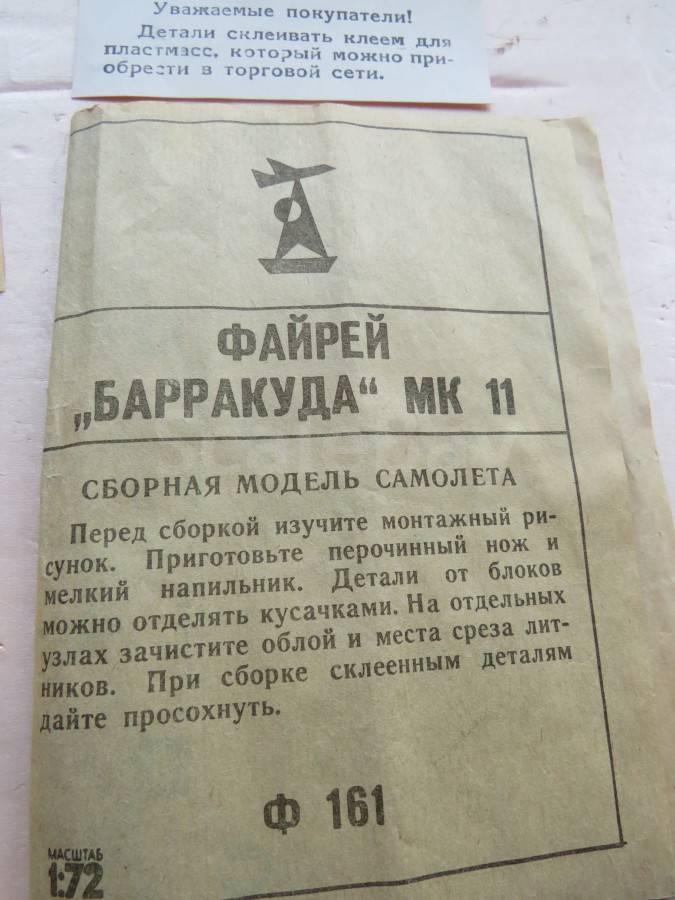 Уважаемые покупатели!
Детали склеивать клеем для
пластмасс, который можно при-
обрести в торговой сети.
ФАЙРЕЙ
„БАРРАКУДА“ МК 11
СБОРНАЯ МОДЕЛЬ САМОЛЕТА
Перед сборкой изучите монтажный ри-
сунок. Приготовьте перочинный нож и
мелкий напильник. Детали от блоков
можно отделять кусачками. На отдельных
узлах зачистите облой и места среза лит-
ников. При сборке склеенным деталям
дайте просохнуть.
Ф 161
МАСШТАБ
1:72